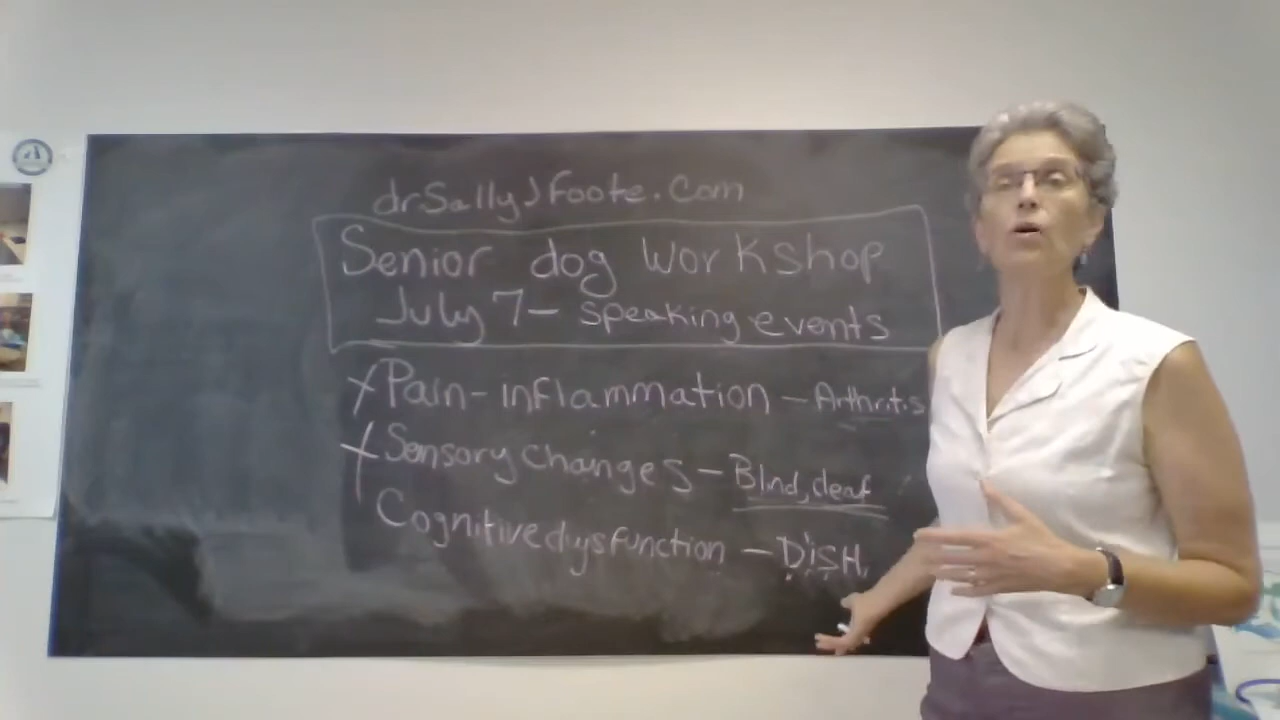 drSallyJFoote.Com
Senior dog workshop
July 7- speaking events
Pain- inflammation - Arthritis
Sensory changes - Blind, deaf
Cognitive dysfunction - DiSH